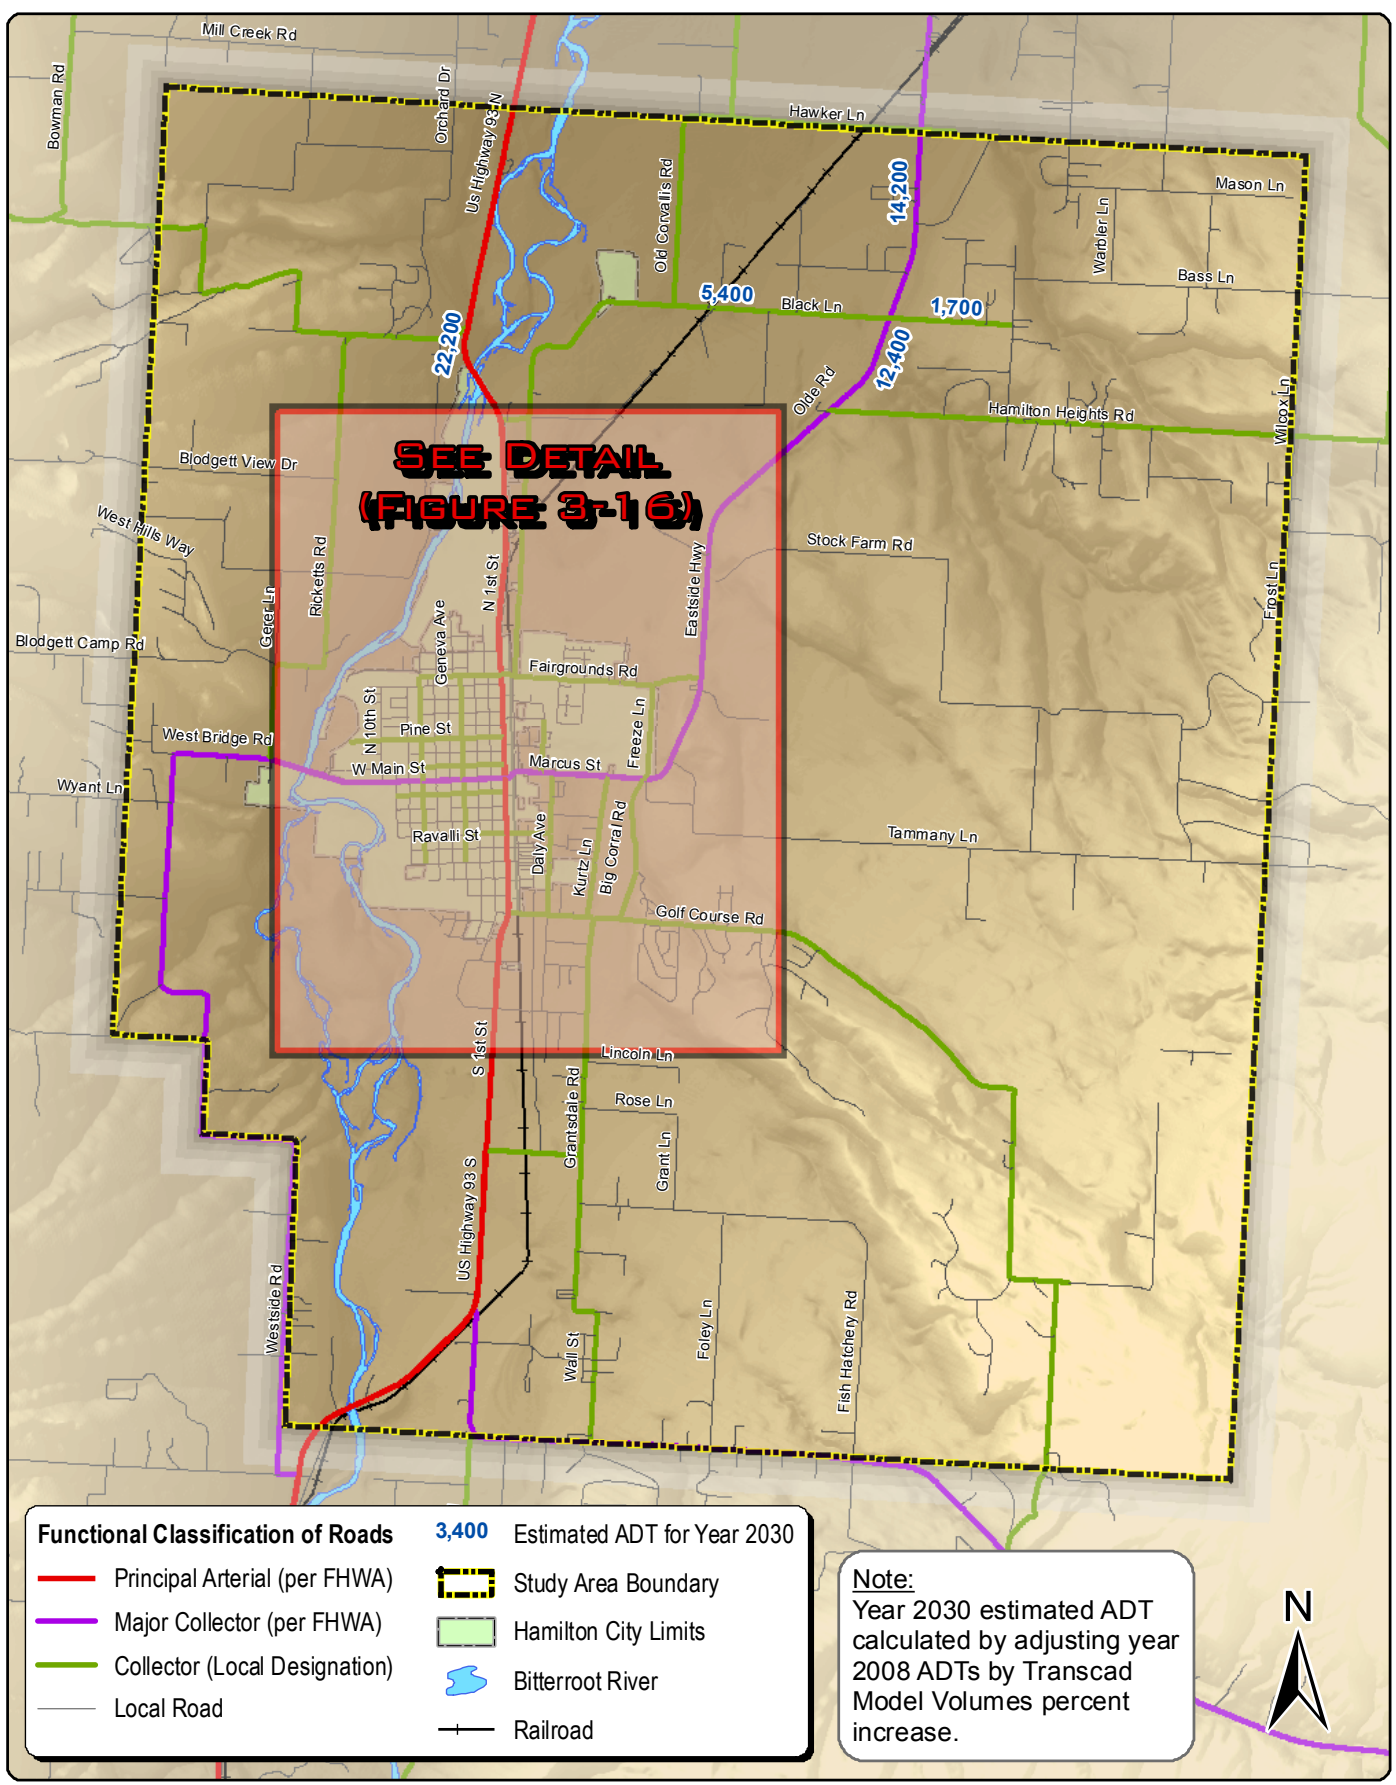 Mill Creek Rd
Bowman Rd
Orchard Dr
Us Highway 93 N
Hawker Ln
Old Corvallis Rd
14,200
Mason Ln
Warbler Ln
Bass Ln
5,400
Black Ln
1,700
22,200
12,400
Olde Rd
Hamilton Heights Rd
Wilcox Ln
See Detail
(Figure 3-16)
Blodgett View Dr
West Hills Way
Ricketts Rd
Gerer Ln
N 1st St
Geneva Ave
Eastside Hwy
Stock Farm Rd
Frost Ln
Blodgett Camp Rd
Fairgrounds Rd
N 10th St
Pine St
Freeze Ln
West Bridge Rd
W Main St
Marcus St
Wyant Ln
Ravalli St
Daly Ave
Kurtz Ln
Big Corral Rd
Tammany Ln
Golf Course Rd
S 1st St
Lincoln Ln
Rose Ln
Grantsdale Rd
Grant Ln
US Highway 93 S
Westside Rd
Wall St
Foley Ln
Fish Hatchery Rd
Functional Classification of Roads
Principal Arterial (per FHWA)
Major Collector (per FHWA)
Collector (Local Designation)
Local Road
3,400 Estimated ADT for Year 2030
Study Area Boundary
Hamilton City Limits
Bitterroot River
Railroad
Note:
Year 2030 estimated ADT
calculated by adjusting year
2008 ADTs by Transcad
Model Volumes percent
increase.
N